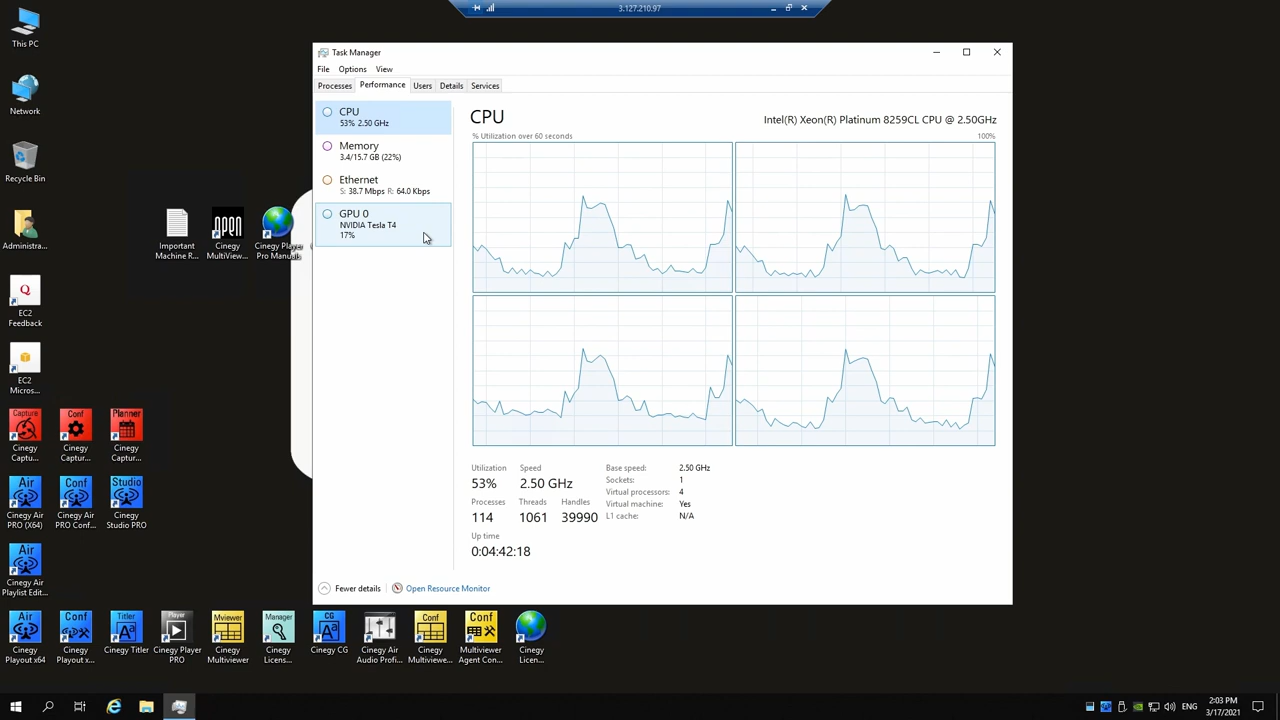 3.127.210.97
This PC
Network
Recycle Bin
Administra...
EC2
Feedback
EC2
Micros...
Important
Machine R...
OPEN
Cinegy
MultiView...
Cinegy Player
Pro Manuals
Task Manager
File Options View
Processes Performance Users Details Services
CPU
53% 2.50 GHz
Memory
3.4/15.7 GB (22%)
Ethernet
S: 38.7 Mbps R: 64.0 Kbps
GPU 0
NVIDIA Tesla T4
17%
CPU
Intel(R) Xeon(R) Platinum 8259CL CPU @ 2.50GHz
% Utilization over 60 seconds
100%
Utilization Speed
53% 2.50 GHz
Processes Threads Handles
114 1061 39990
Up time
0:04:42:18
Base speed: 2.50 GHz
Sockets: 1
Virtual processors: 4
Virtual machine: Yes
L1 cache: N/A
Fewer details
Open Resource Monitor
Capture
Cinegy
Captu...
Conf
Cinegy
Captur...
Planner
Cinegy
Captur...
Air
Cinegy Air
PRO (X64)
Conf
Cinegy Air
PRO Conf...
Studio
Cinegy
Studio PRO
Air
Cinegy Air
Playlist Edit...
Air
Cinegy Air
Playout x64
Conf
Cinegy Air
Playout x...
Titler
Cinegy Titler
Player
Cinegy Player
PRO
Mviewer
Cinegy
Multiviewer
Manager
Cinegy
Licens...
CG
Cinegy CG
Cinegy Air
Audio Profi...
Conf
Cinegy
Multiviewe...
Conf
Multiviewer
Agent Con...
Cinegy
Licen...
ENG
2:03 PM
3/17/2021